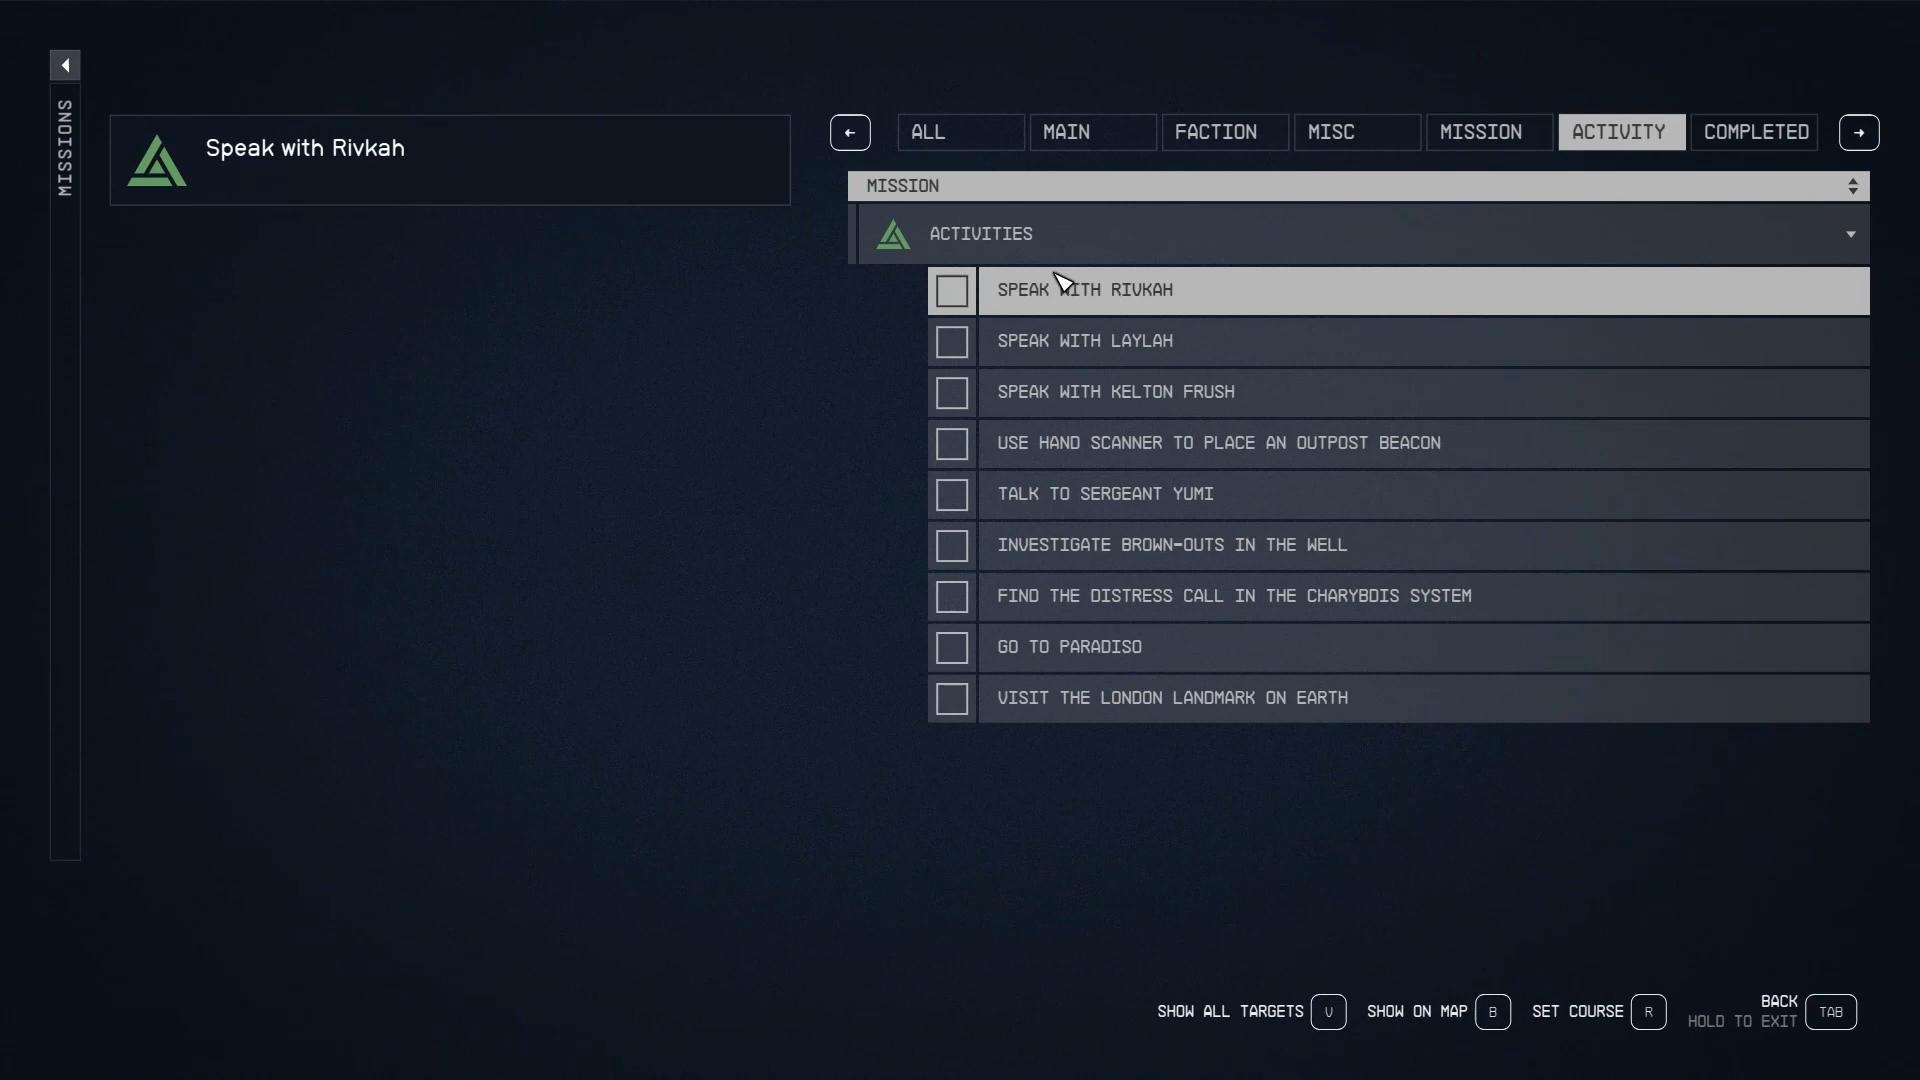 MISSIONS
Speak with Rivkah
ALL
MAIN
FACTION
MISC
MISSION
ACTIVITY
COMPLETED
MISSION
ACTIVITIES
SPEAK WITH RIVKAH
SPEAK WITH LAYLAH
SPEAK WITH KELTON FRUSH
USE HAND SCANNER TO PLACE AN OUTPOST BEACON
TALK TO SERGEANT YUMI
INVESTIGATE BROWN-OUTS IN THE WELL
FIND THE DISTRESS CALL IN THE CHARYBDIS SYSTEM
GO TO PARADISO
VISIT THE LONDON LANDMARK ON EARTH
SHOW ALL TARGETS V
SHOW ON MAP B
SET COURSE R
BACK
HOLD TO EXIT
TAB